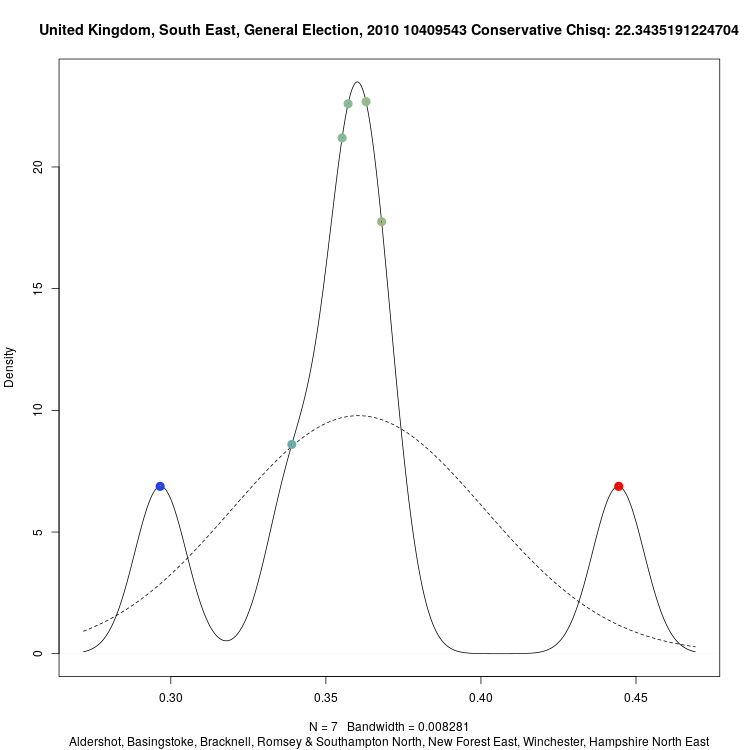 United Kingdom, South East, General Election, 2010 10409543 Conservative Chisq: 22.3435191224704
Density
20
15
10
5
0
0.30 0.35 0.40 0.45
N = 7 Bandwidth = 0.008281
Aldershot, Basingstoke, Bracknell, Romsey & Southampton North, New Forest East, Winchester, Hampshire North East